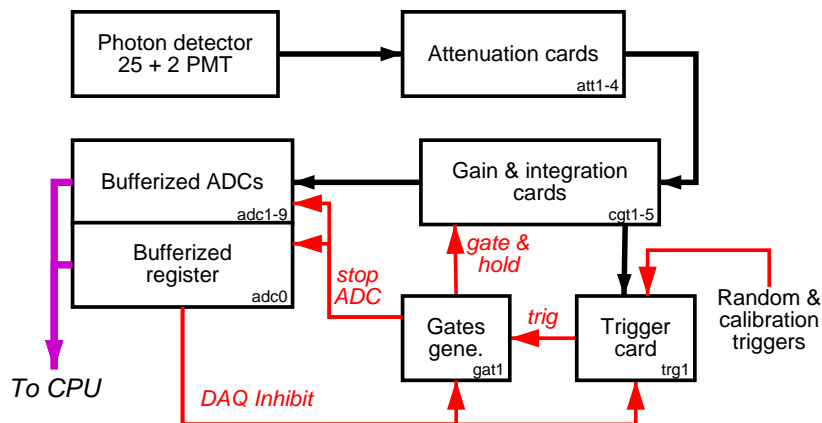 Photon detector
25 + 2 PMT
Attenuation cards
att1-4
Bufferized ADCs
adc1-9
Gain & integration
cards
cgt1-5
Bufferized
register
adc0
gate &
hold
stop
ADC
Gates
gene.
gat1
trig
Trigger
card
trg1
Random &
calibration
triggers
To CPU
DAQ Inhibit